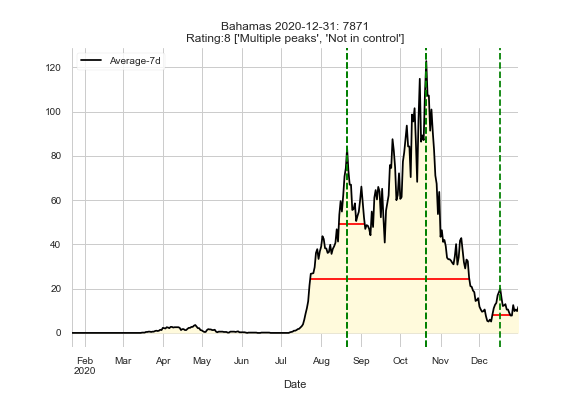 Bahamas 2020-12-31: 7871
Rating:8 ['Multiple peaks', 'Not in control']
Average-7d
120
100
80
60
40
20
0
Feb Mar Apr May Jun Jul Aug Sep Oct Nov Dec
2020
Date